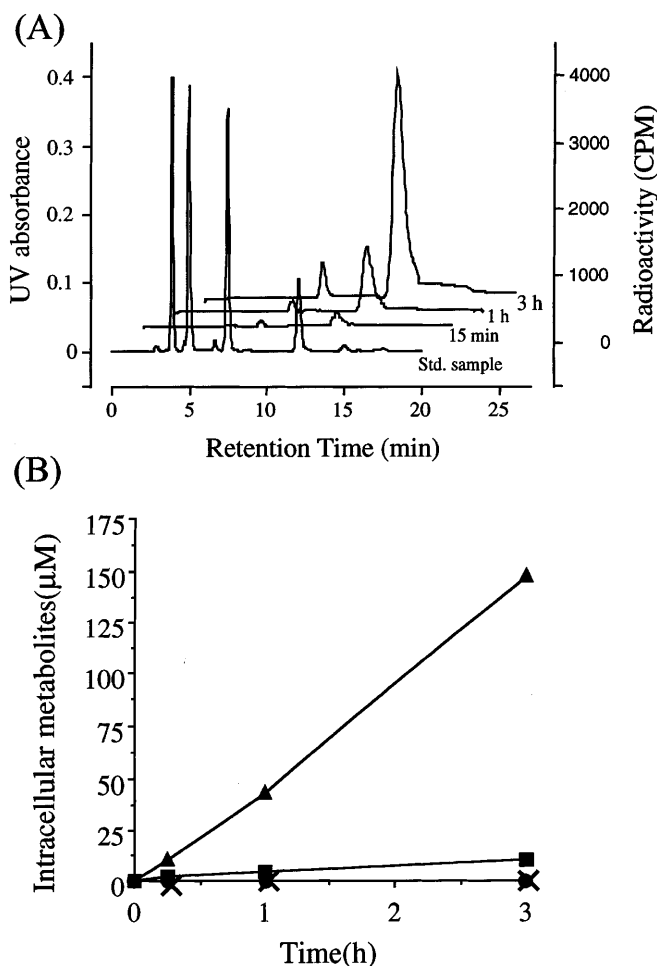 (A)
UV absorbance
0.4
0.3
0.2
0.1
0
4000
3000
2000
1000
0
Radioactivity (CPM)
3 h
1 h
15 min
Std. sample
0 5 10 15 20 25
Retention Time (min)
(B)
Intracellular metabolites(μM)
175
150
125
100
75
50
25
0
0 1 2 3
Time(h)